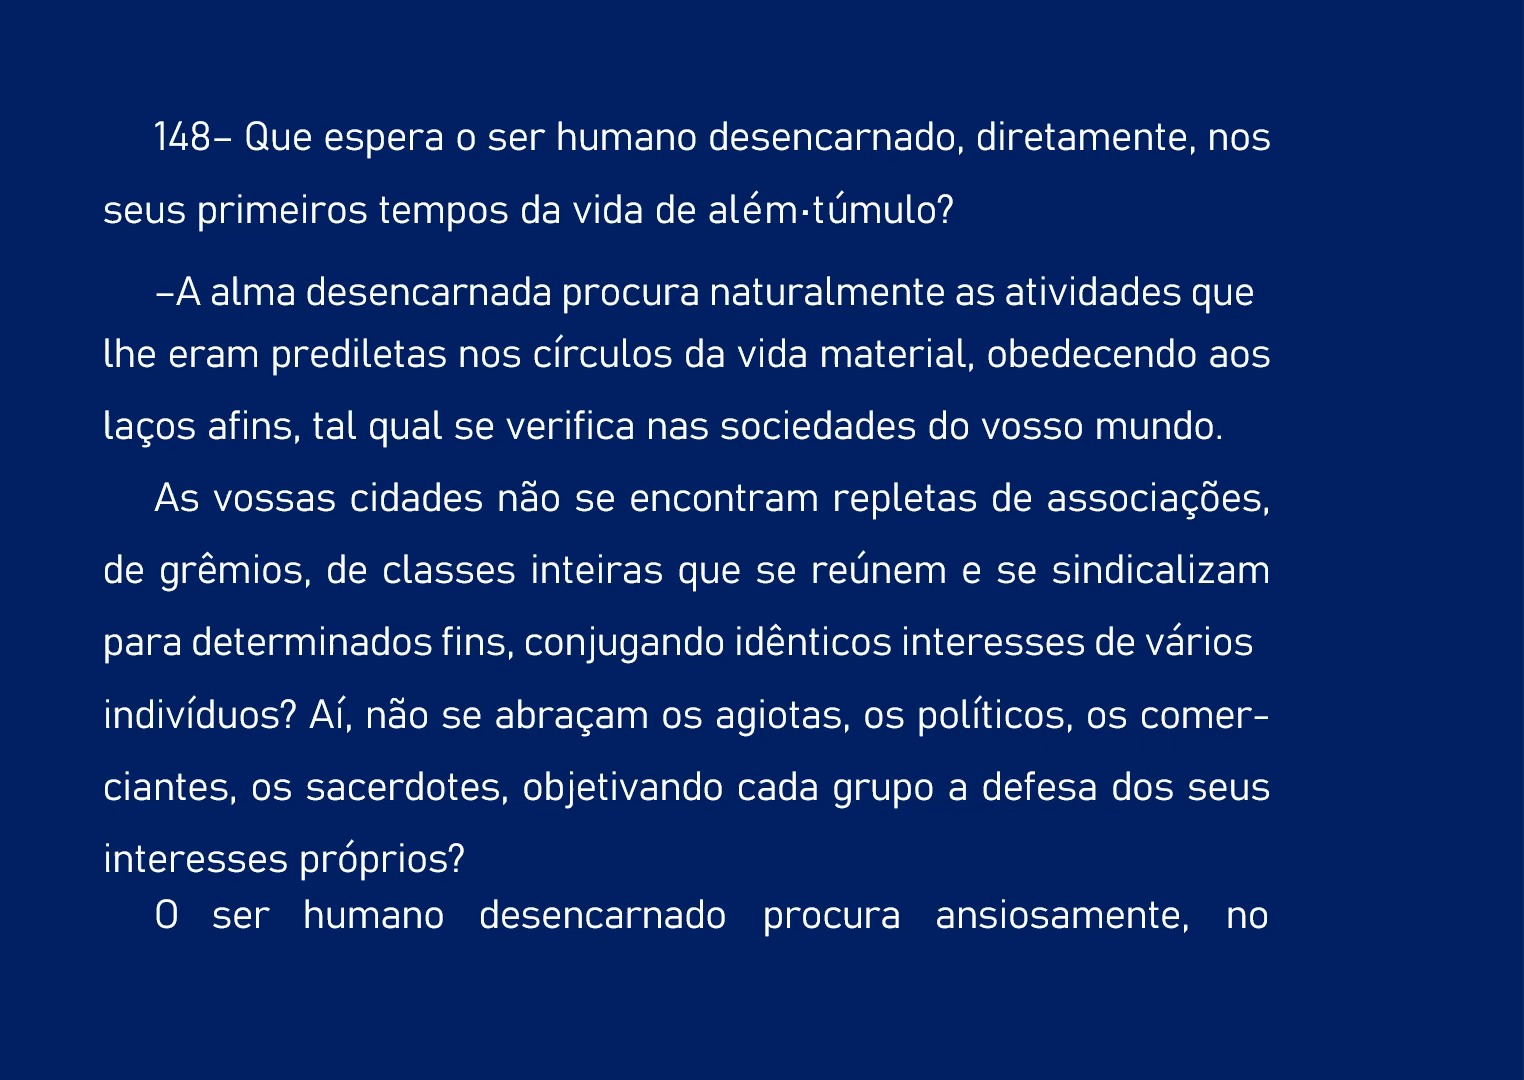 148– Que espera o ser humano desencarnado, diretamente, nos
seus primeiros tempos da vida de além·túmulo?
–A alma desencarnada procura naturalmente as atividades que
lhe eram prediletas nos círculos da vida material, obedecendo aos
laços afins, tal qual se verifica nas sociedades do vosso mundo.
As vossas cidades não se encontram repletas de associações,
de grêmios, de classes inteiras que se reúnem e se sindicalizam
para determinados fins, conjugando idênticos interesses de vários
indivíduos? Aí, não se abraçam os agiotas, os políticos, os comer-
ciantes, os sacerdotes, objetivando cada grupo a defesa dos seus
interesses próprios?
O ser humano desencarnado procura ansiosamente, no